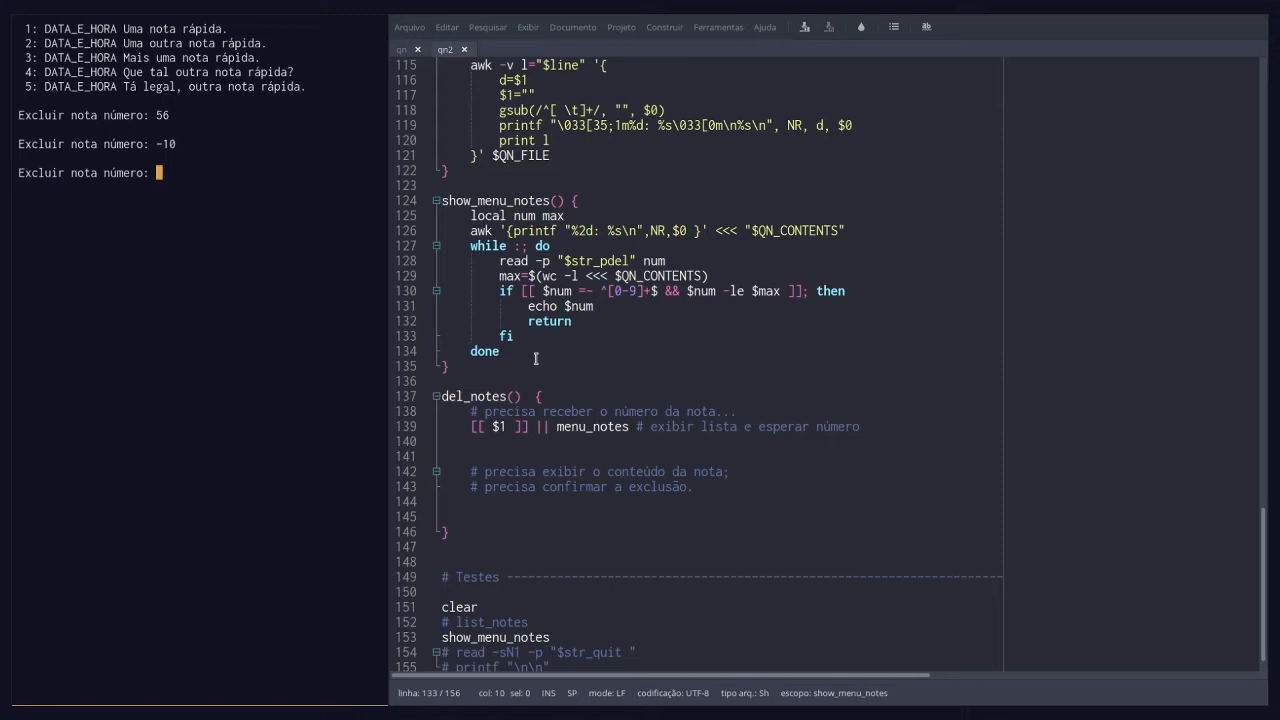 1: DATA_E_HORA Uma nota rápida.
2: DATA_E_HORA Uma outra nota rápida.
3: DATA_E_HORA Mais uma nota rápida.
4: DATA_E_HORA Que tal outra nota rápida?
5: DATA_E_HORA Tá legal, outra nota rápida.
Excluir nota número: 56
Excluir nota número: -10
Excluir nota número:
Arquivo Editar Pesquisar Exibir Documento Projeto Construir Ferramentas Ajuda
qn × qn2 ×
115 awk -v l="$line" '{
116 d=$1
117 $1=""
118 gsub(/^[ \t]+/, "", $0)
119 printf "\033[35;1m%d: %s\033[0m\n%s\n", NR, d, $0
120 print l
121 }' $QN_FILE
122 }
123
124 show_menu_notes() {
125 local num max
126 awk '{printf "%2d: %s\n",NR,$0 }' <<< "$QN_CONTENTS"
127 while :; do
128 read -p "$str_pdel" num
129 max=$(wc -l <<< $QN_CONTENTS)
130 if [[ $num =~ ^[0-9]+$ && $num -le $max ]]; then
131 echo $num
132 return
133 fi
134 done
135 }
136
137 del_notes() {
138 # precisa receber o número da nota...
139 [[ $1 ]] || menu_notes # exibir lista e esperar número
140
141
142 # precisa exibir o conteúdo da nota;
143 # precisa confirmar a exclusão.
144
145
146 }
147
148
149 # Testes ---------------------------------------------------------------------
150
151 clear
152 # list_notes
153 show_menu_notes
154 # read -sN1 -p "$str_quit "
155 # printf "\n\n"
linha: 133 / 156 col: 10 sel: 0 INS SP mode: LF codificação: UTF-8 tipo arq.: Sh escopo: show_menu_notes